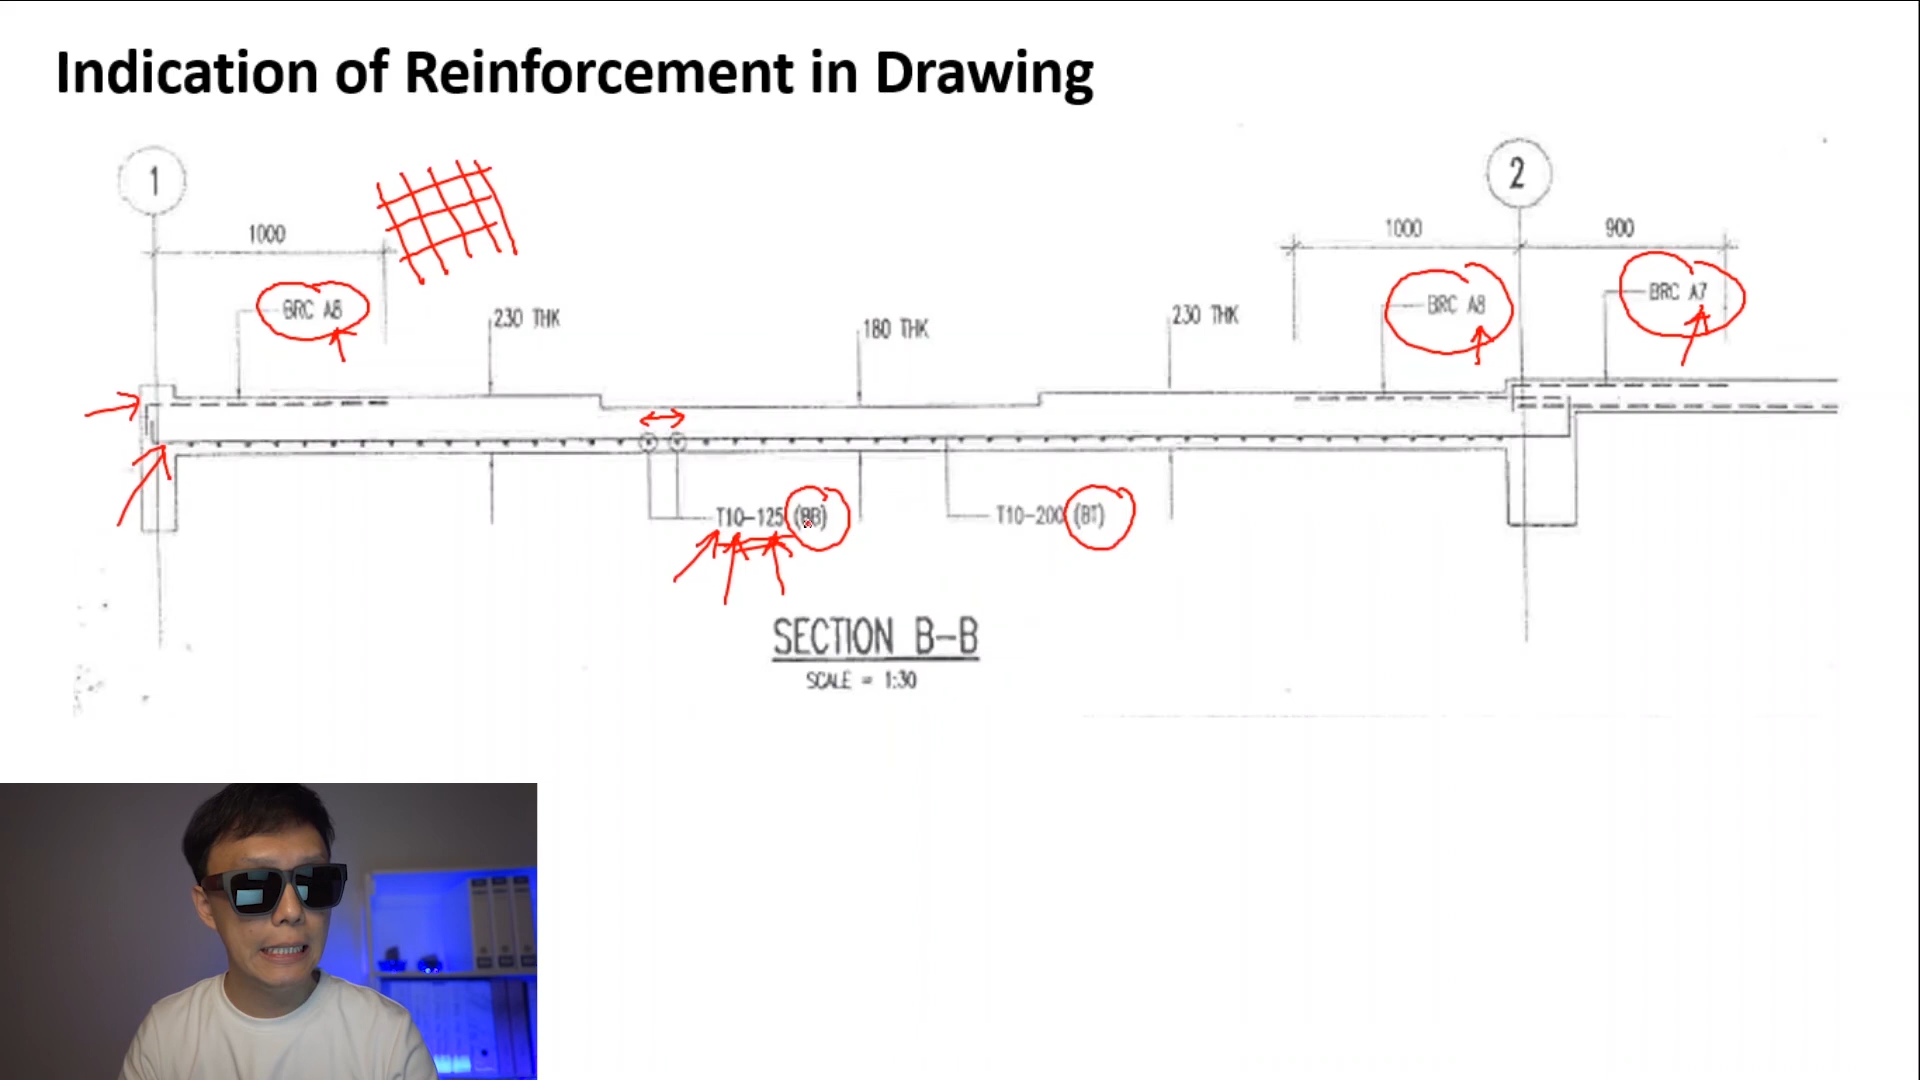 Indication of Reinforcement in Drawing
1
2
1000
1000
900
BRC A8
230 THK
180 THK
230 THK
BRC A8
BRC A7
T10-125 (BB)
T10-200 (BT)
SECTION B-B
SCALE = 1:30